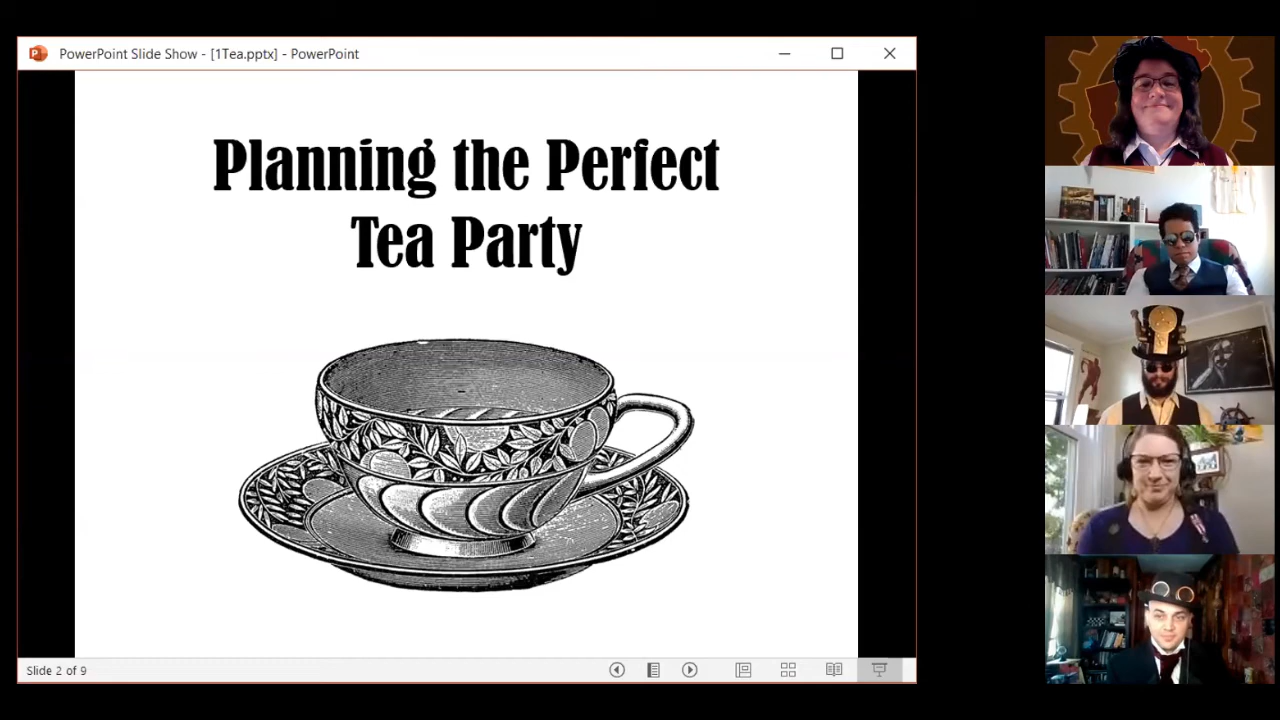 PowerPoint Slide Show - [1Tea.pptx] - PowerPoint
Planning the Perfect
Tea Party
Slide 2 of 9